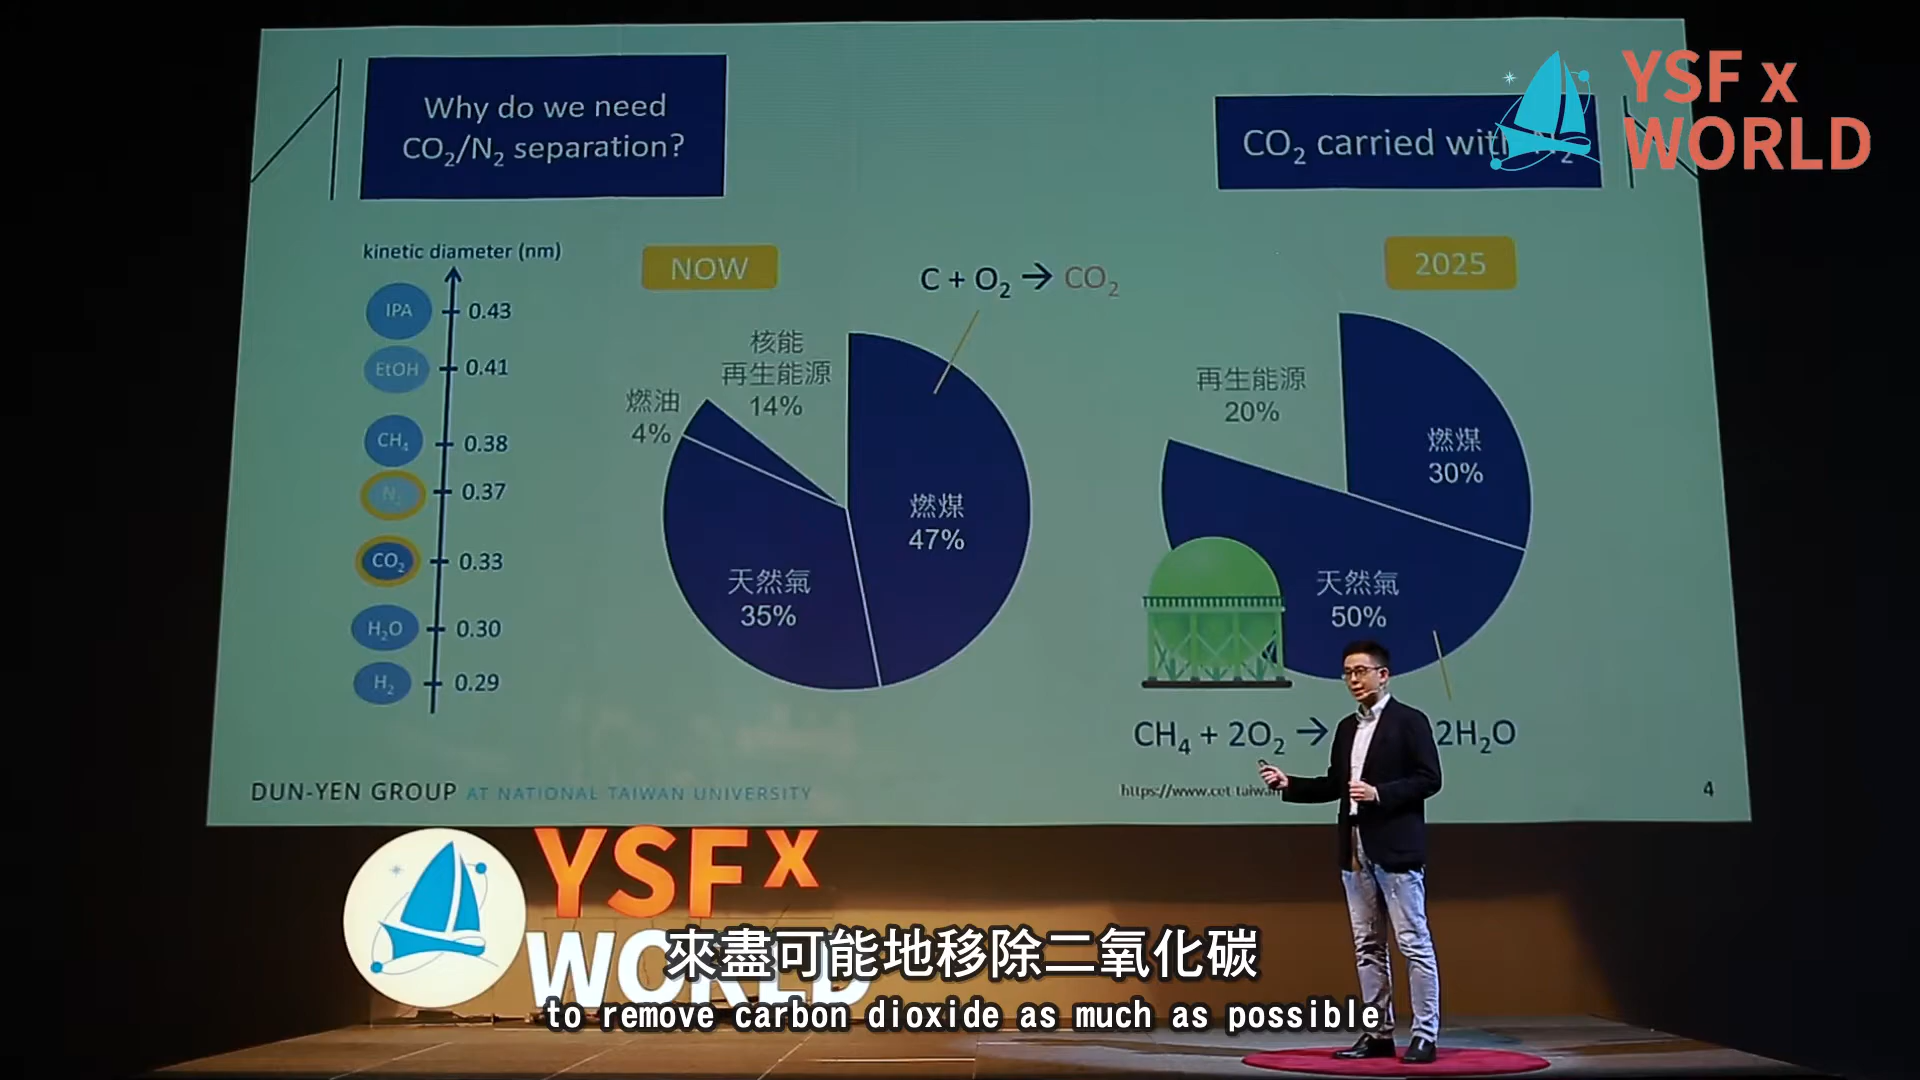 Why do we need
CO₂/N₂ separation?
CO₂ carried with N₂
YSF x
WORLD
kinetic diameter (nm)
IPA 0.43
EtOH 0.41
CH₄ 0.38
N₂ 0.37
CO₂ 0.33
H₂O 0.30
H₂ 0.29
NOW
C + O₂ → CO₂
核能
再生能源
14%
燃油
4%
燃煤
47%
天然氣
35%
2025
再生能源
20%
燃煤
30%
天然氣
50%
CH₄ + 2O₂ → 2H₂O
DUN-YEN GROUP AT NATIONAL TAIWAN UNIVERSITY
https://www.cet-taiwan
4
YSF x
WORLD
來盡可能地移除二氧化碳
to remove carbon dioxide as much as possible